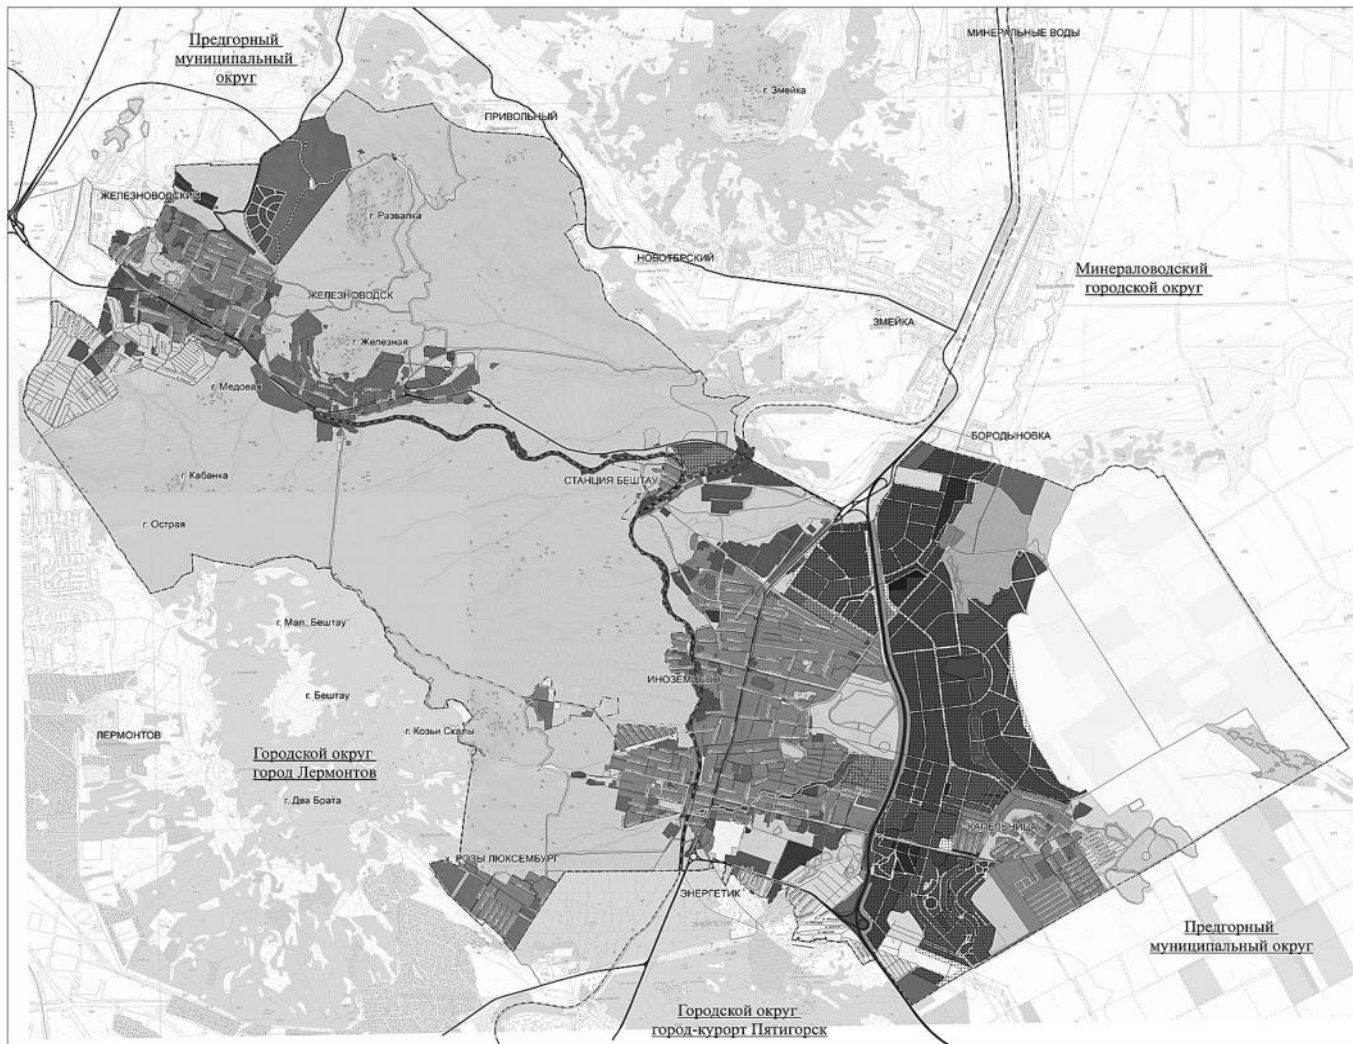 Предгорный
муниципальный
округ
МИНЕРАЛЬНЫЕ ВОДЫ
г. Змейка
ПРИВОЛЬНЫЙ
ЖЕЛЕЗНОВОДСКИЙ
г. Развалка
НОВОТЕРСКИЙ
Минераловодский
городской округ
ЖЕЛЕЗНОВОДСК
ЗМЕЙКА
г. Железная
г. Медовая
БОРОДЫНОВКА
г. Кабанка
СТАНЦИЯ БЕШТАУ
г. Острая
г. Мал. Бештау
ИНОЗЕМЦЕВО
г. Бештау
г. Козьи Скалы
ЛЕРМОНТОВ
Городской округ
город Лермонтов
г. Два Брата
КАПЕЛЬНИЦА
х. РОЗЫ ЛЮКСЕМБУРГ
ЭНЕРГЕТИК
Предгорный
муниципальный округ
Городской округ
город-курорт Пятигорск